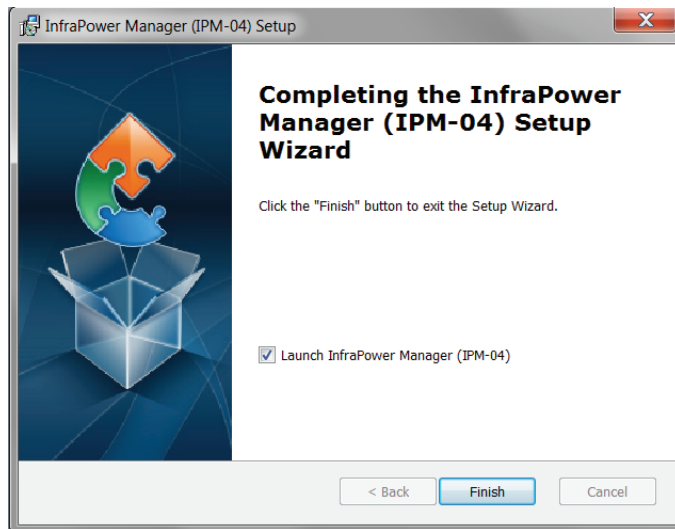 InfraPower Manager (IPM-04) Setup
X
Completing the InfraPower
Manager (IPM-04) Setup
Wizard
Click the "Finish" button to exit the Setup Wizard.
Launch InfraPower Manager (IPM-04)
< Back Finish Cancel